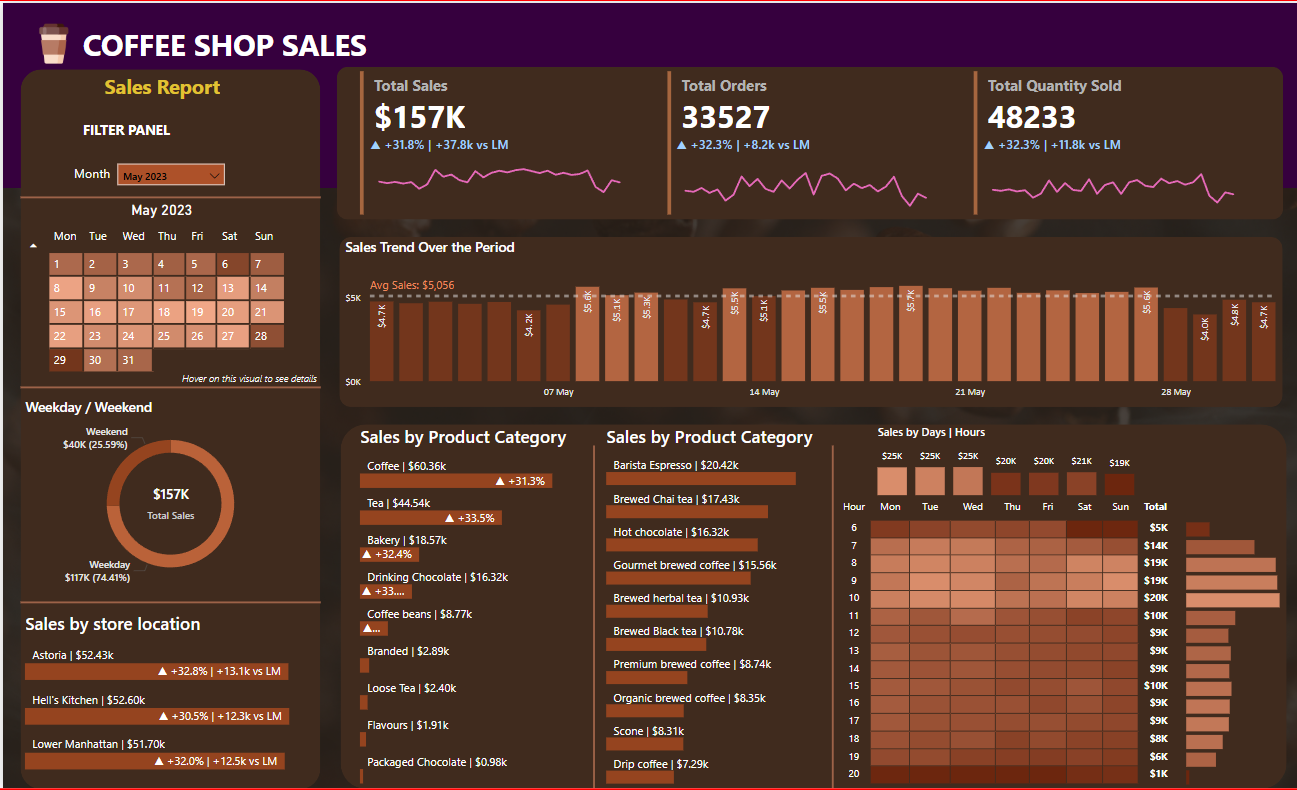 COFFEE SHOP SALES
Sales Report
FILTER PANEL
Month May 2023
May 2023
Mon Tue Wed Thu Fri Sat Sun
1 2 3 4 5 6 7
8 9 10 11 12 13 14
15 16 17 18 19 20 21
22 23 24 25 26 27 28
29 30 31
Hover on this visual to see details
Weekday / Weekend
Weekend
$40K (25.59%)
$157K
Total Sales
Weekday
$117K (74.41%)
Sales by store location
Astoria | $52.43k
▲ +32.8% | +13.1k vs LM
Hell's Kitchen | $52.60k
▲ +30.5% | +12.3k vs LM
Lower Manhattan | $51.70k
▲ +32.0% | +12.5k vs LM
Total Sales
$157K
▲ +31.8% | +37.8k vs LM
Total Orders
33527
▲ +32.3% | +8.2k vs LM
Total Quantity Sold
48233
▲ +32.3% | +11.8k vs LM
Sales Trend Over the Period
Avg Sales: $5,056
$5K
$0K
$4.7K
$4.2K
$5.6K
$5.1K
$5.3K
$4.7K
$5.5K
$5.1K
$5.5K
$5.7K
$5.6K
$4.0K
$4.8K
$4.7K
07 May 14 May 21 May 28 May
Sales by Product Category
Coffee | $60.36k
▲ +31.3%
Tea | $44.54k
▲ +33.5%
Bakery | $18.57k
▲ +32.4%
Drinking Chocolate | $16.32k
▲ +33....
Coffee beans | $8.77k
▲...
Branded | $2.89k
Loose Tea | $2.40k
Flavours | $1.91k
Packaged Chocolate | $0.98k
Sales by Product Category
Barista Espresso | $20.42k
Brewed Chai tea | $17.43k
Hot chocolate | $16.32k
Gourmet brewed coffee | $15.56k
Brewed herbal tea | $10.93k
Brewed Black tea | $10.78k
Premium brewed coffee | $8.74k
Organic brewed coffee | $8.35k
Scone | $8.31k
Drip coffee | $7.29k
Sales by Days | Hours
$25K $25K $25K $20K $20K $21K $19K
Hour Mon Tue Wed Thu Fri Sat Sun Total
6 $5K
7 $14K
8 $19K
9 $19K
10 $20K
11 $10K
12 $9K
13 $9K
14 $9K
15 $10K
16 $9K
17 $9K
18 $8K
19 $6K
20 $1K